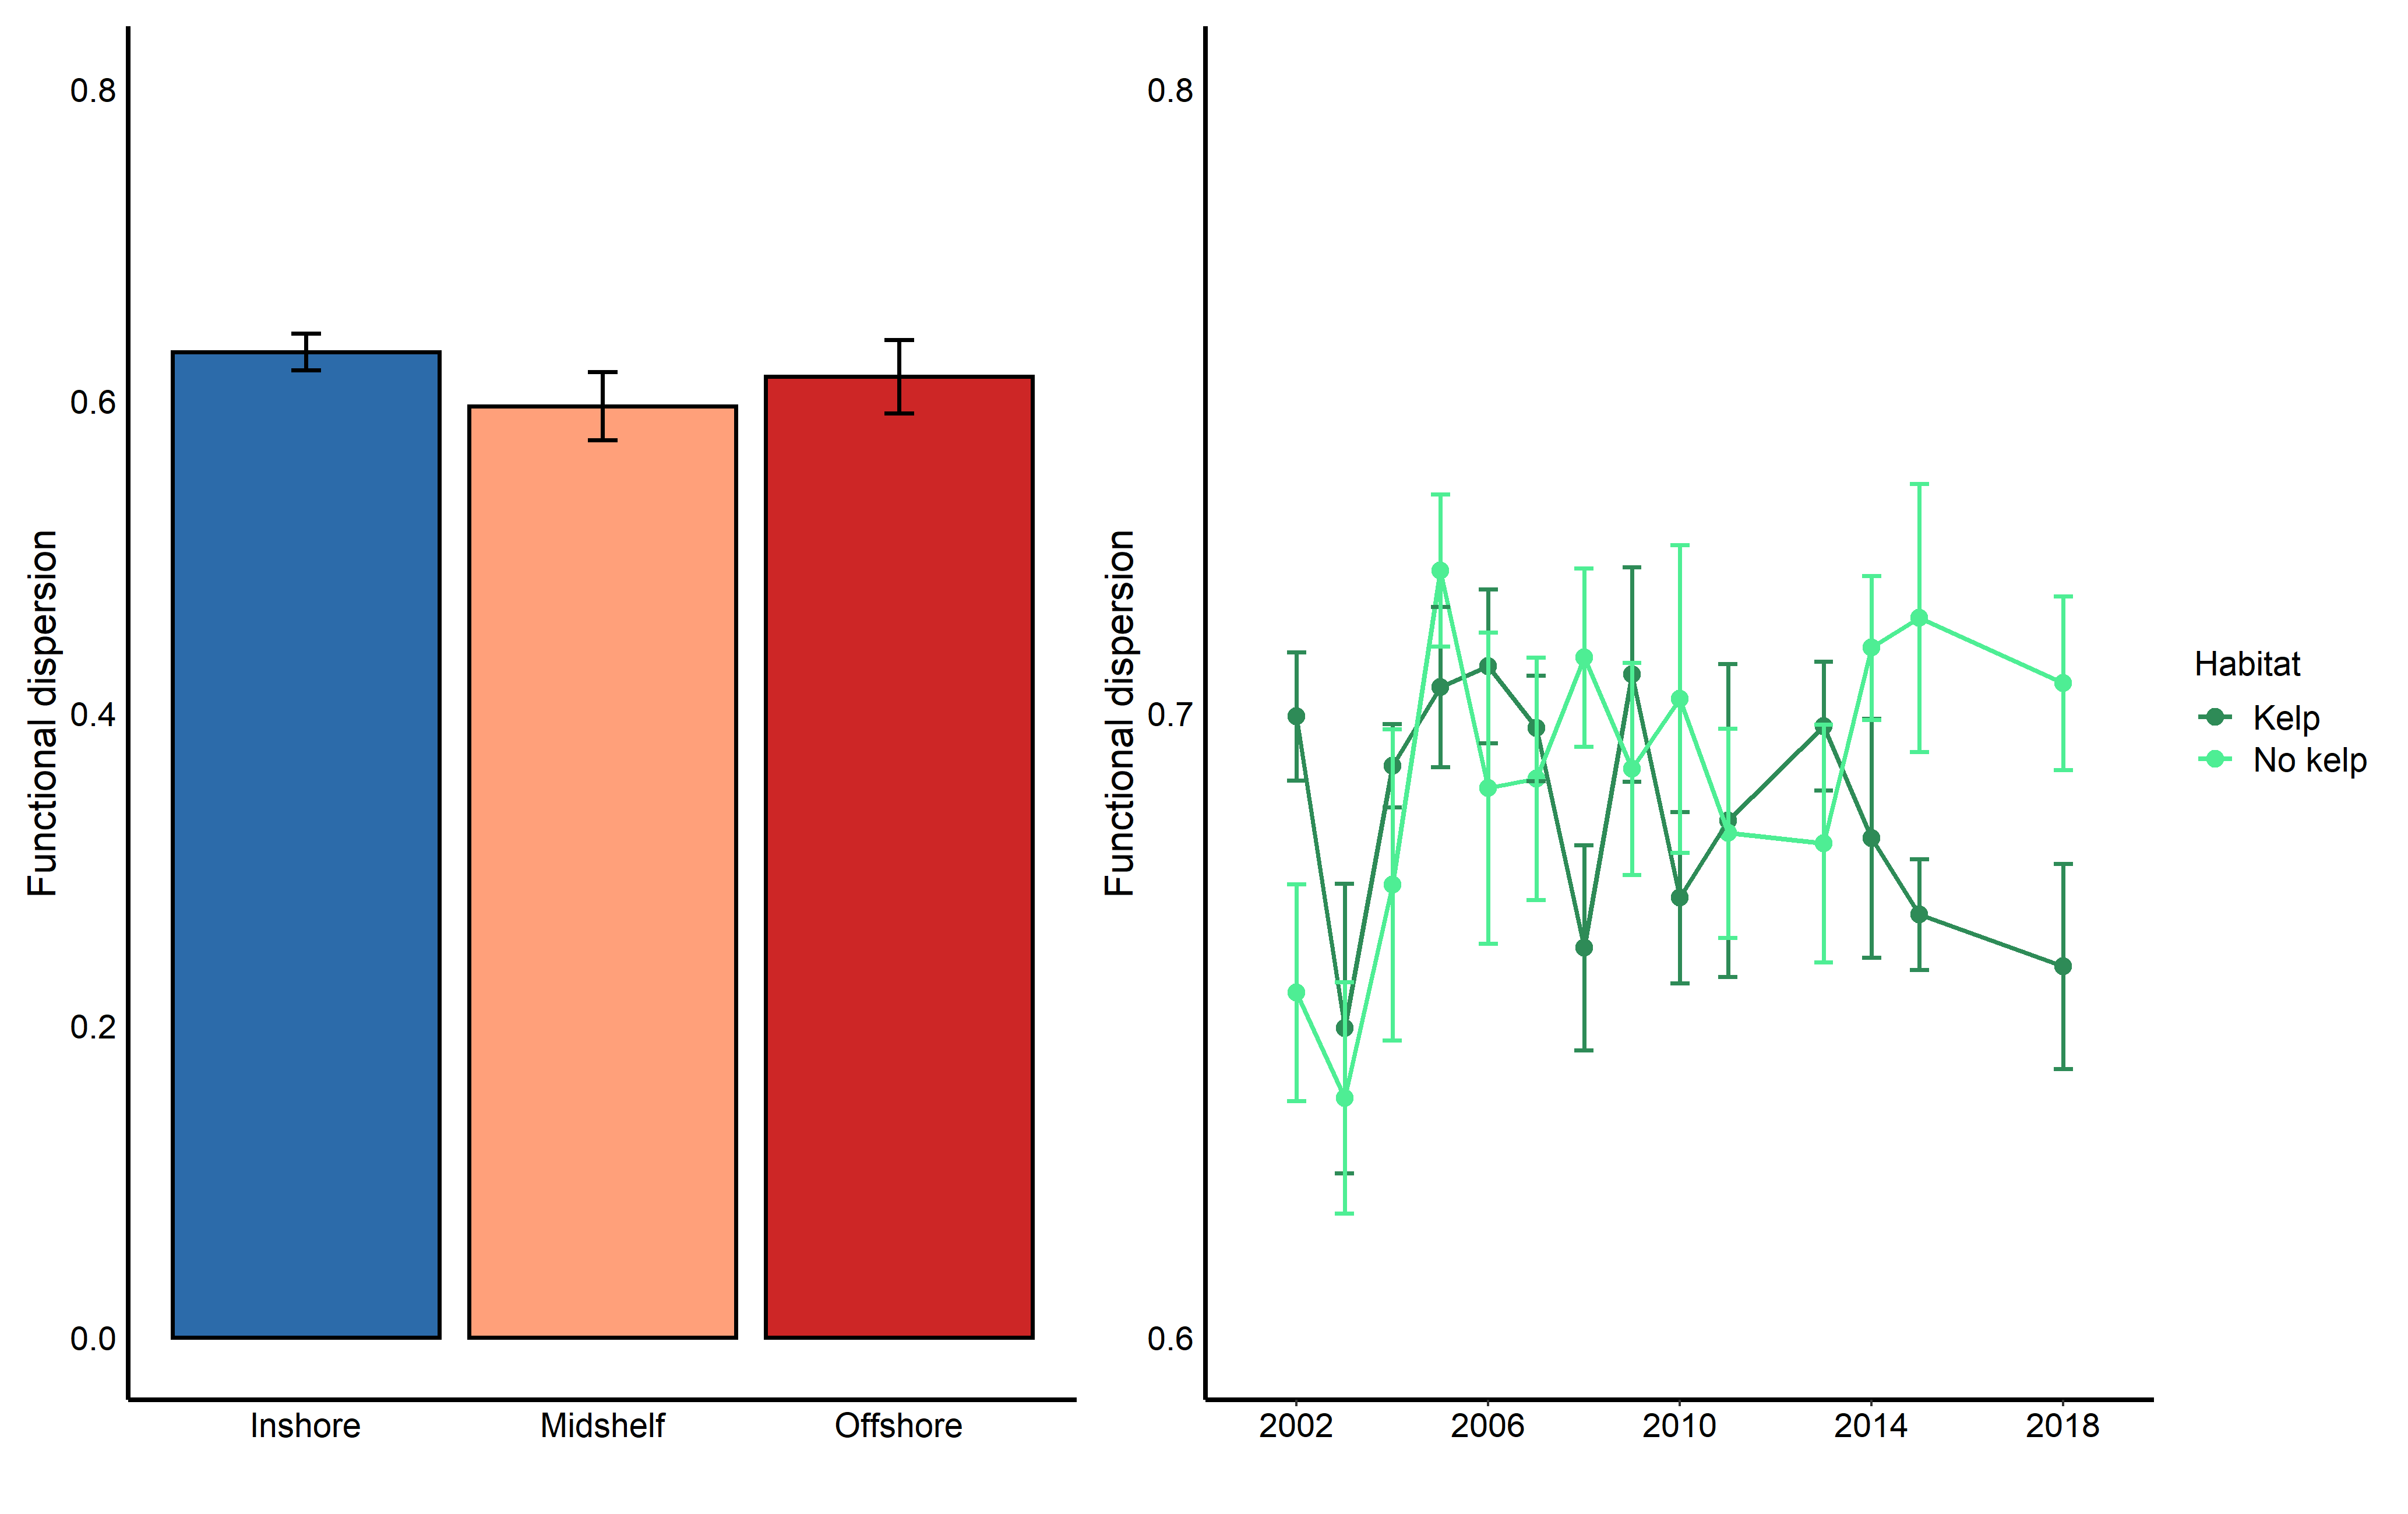 Functional dispersion
0.8
0.6
0.4
0.2
0.0
Inshore Midshelf Offshore
Functional dispersion
0.8
0.7
0.6
2002 2006 2010 2014 2018
Habitat
Kelp
No kelp